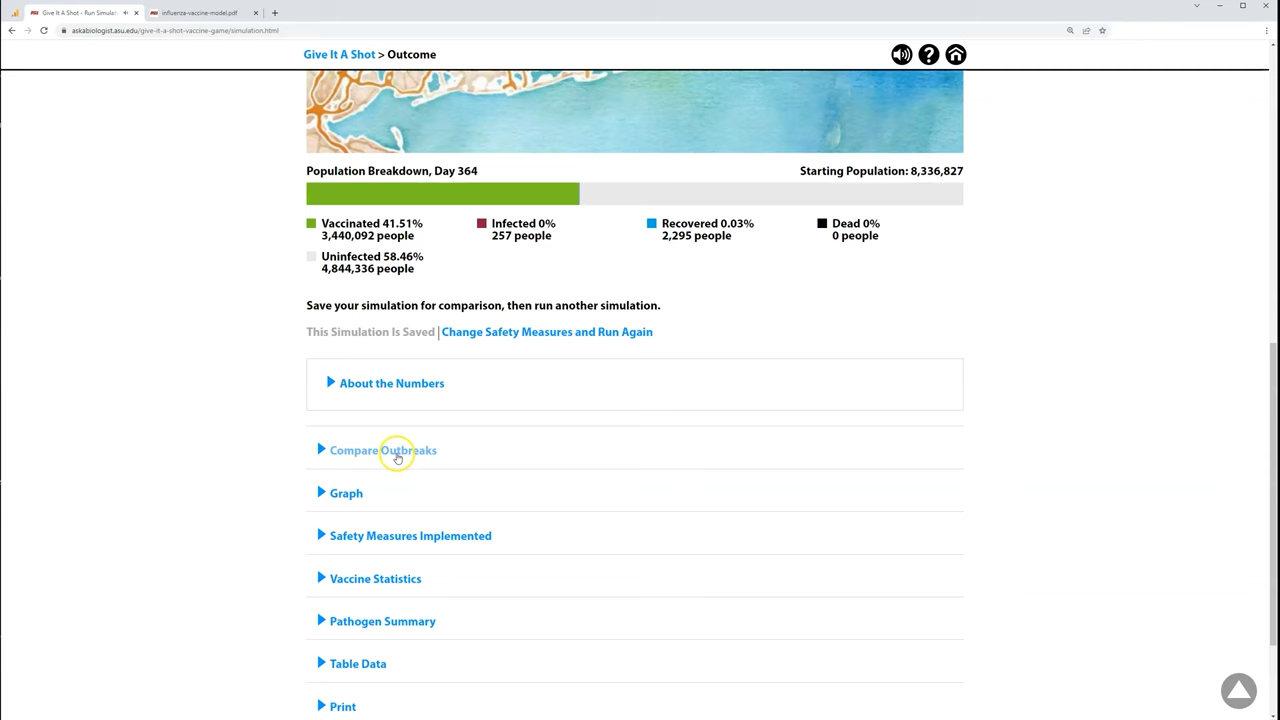 Give It A Shot - Run Simula
influenza-vaccine-model.pdf
askabiologist.asu.edu/give-it-a-shot-vaccine-game/simulation.html
Give It A Shot > Outcome
Population Breakdown, Day 364
Starting Population: 8,336,827
Vaccinated 41.51%
3,440,092 people
Infected 0%
257 people
Recovered 0.03%
2,295 people
Dead 0%
0 people
Uninfected 58.46%
4,844,336 people
Save your simulation for comparison, then run another simulation.
This Simulation Is Saved | Change Safety Measures and Run Again
About the Numbers
Compare Outbreaks
Graph
Safety Measures Implemented
Vaccine Statistics
Pathogen Summary
Table Data
Print